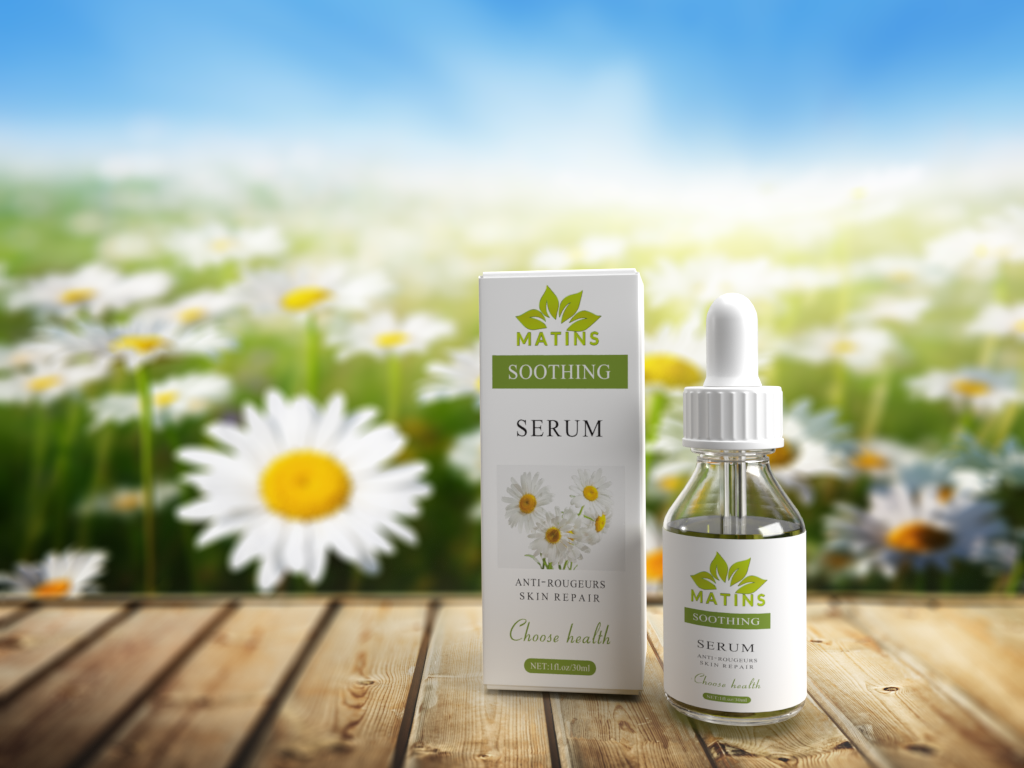 MATINS
SOOTHING
SERUM
ANTI-ROUGEURS
SKIN REPAIR
Choose health
NET:1fl.oz/30ml
MATINS
SOOTHING
SERUM
ANTI-ROUGEURS
SKIN REPAIR
Choose health